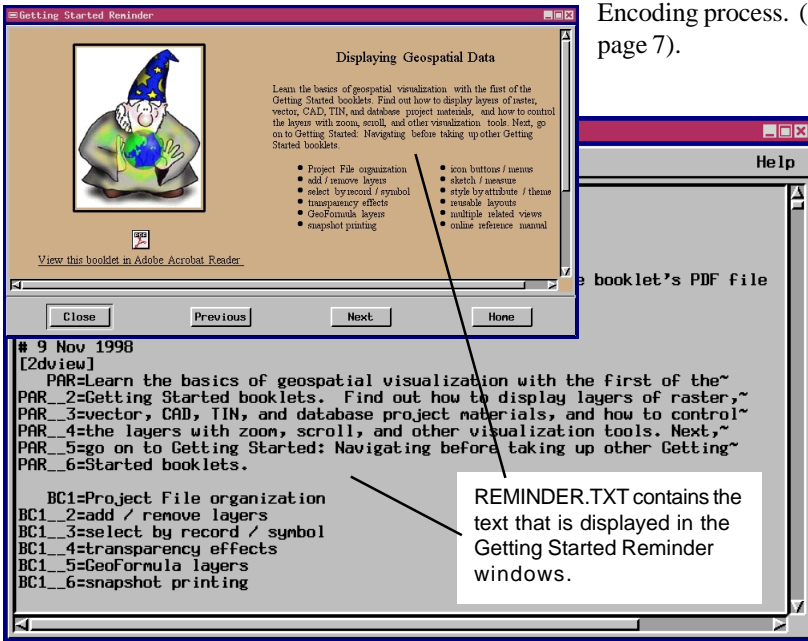 Encoding process. (
page 7).
Getting Started Reminder
Displaying Geospatial Data
Learn the basics of geospatial visualization with the first of the
Getting Started booklets. Find out how to display layers of raster,
vector, CAD, TIN, and database project materials, and how to control
the layers with zoom, scroll, and other visualization tools. Next, go
on to Getting Started: Navigating before taking up other Getting
Started booklets.
Project File organization
add / remove layers
select by record / symbol
transparency effects
GeoFormula layers
snapshot printing
icon buttons / menus
sketch / measure
style by attribute / theme
reusable layouts
multiple related views
online reference manual
View this booklet in Adobe Acrobat Reader
Close Previous Next Home
Help
booklet's PDF file
# 9 Nov 1998
[2dview]
PAR=Learn the basics of geospatial visualization with the first of the~
PAR__2=Getting Started booklets. Find out how to display layers of raster,~
PAR__3=vector, CAD, TIN, and database project materials, and how to control~
PAR__4=the layers with zoom, scroll, and other visualization tools. Next,~
PAR__5=go on to Getting Started: Navigating before taking up other Getting~
PAR__6=Started booklets.
BC1=Project File organization
BC1__2=add / remove layers
BC1__3=select by record / symbol
BC1__4=transparency effects
BC1__5=GeoFormula layers
BC1__6=snapshot printing
REMINDER.TXT contains the
text that is displayed in the
Getting Started Reminder
windows.